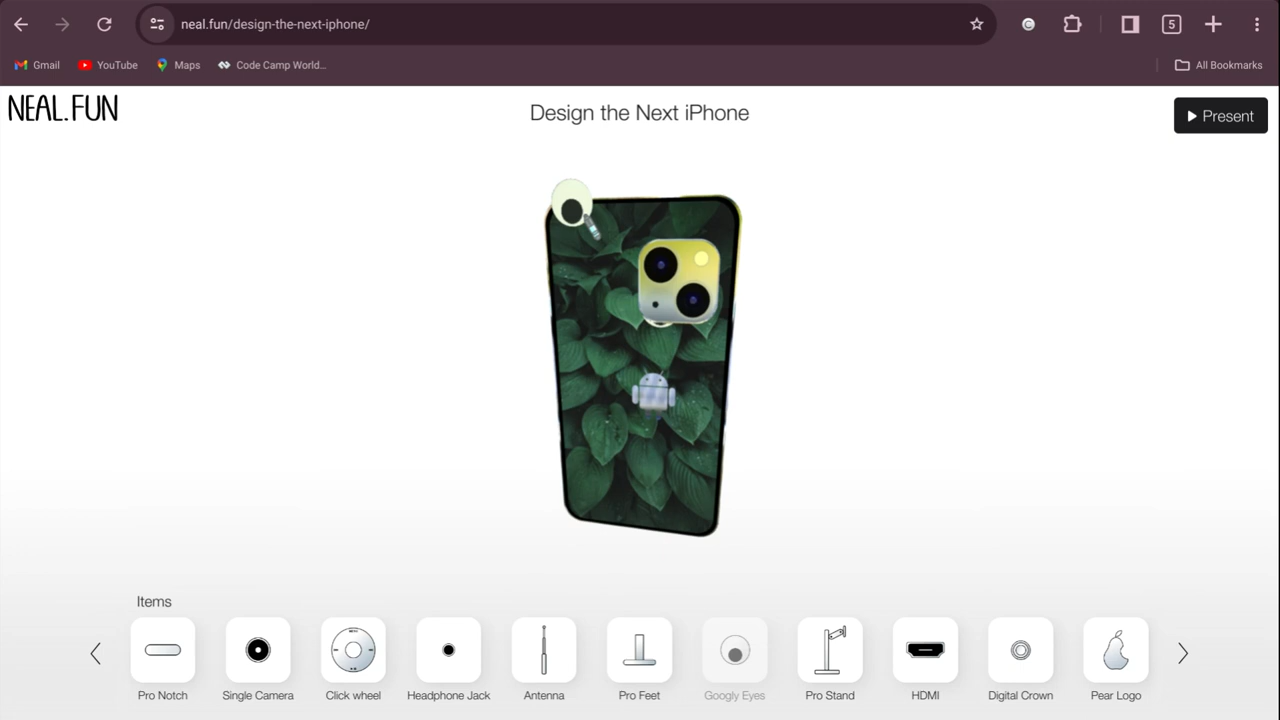 neal.fun/design-the-next-iphone/
5
Gmail
YouTube
Maps
Code Camp World...
All Bookmarks
NEAL.FUN
Design the Next iPhone
Present
Items
Pro Notch
Single Camera
Click wheel
Headphone Jack
Antenna
Pro Feet
Googly Eyes
Pro Stand
HDMI
Digital Crown
Pear Logo